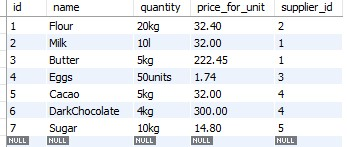 id name quantity price_for_unit supplier_id
1 Flour 20kg 32.40 2
2 Milk 10l 32.00 1
3 Butter 5kg 222.45 1
4 Eggs 50units 1.74 3
5 Cacao 5kg 32.00 4
6 DarkChocolate 4kg 300.00 4
7 Sugar 10kg 14.80 5
NULL NULL NULL NULL NULL